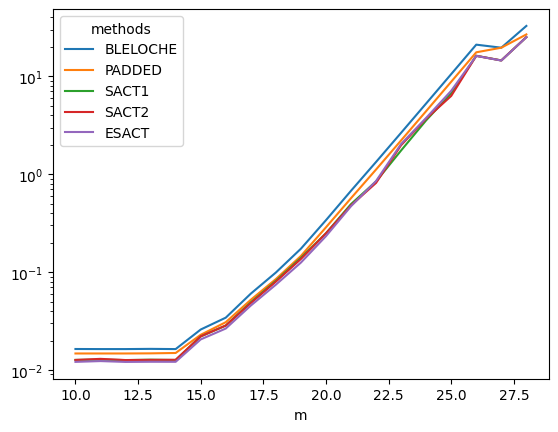 methods
BLELOCHE
PADDED
SACT1
SACT2
ESACT
10¹
10⁰
10⁻¹
10⁻²
10.0 12.5 15.0 17.5 20.0 22.5 25.0 27.5
m